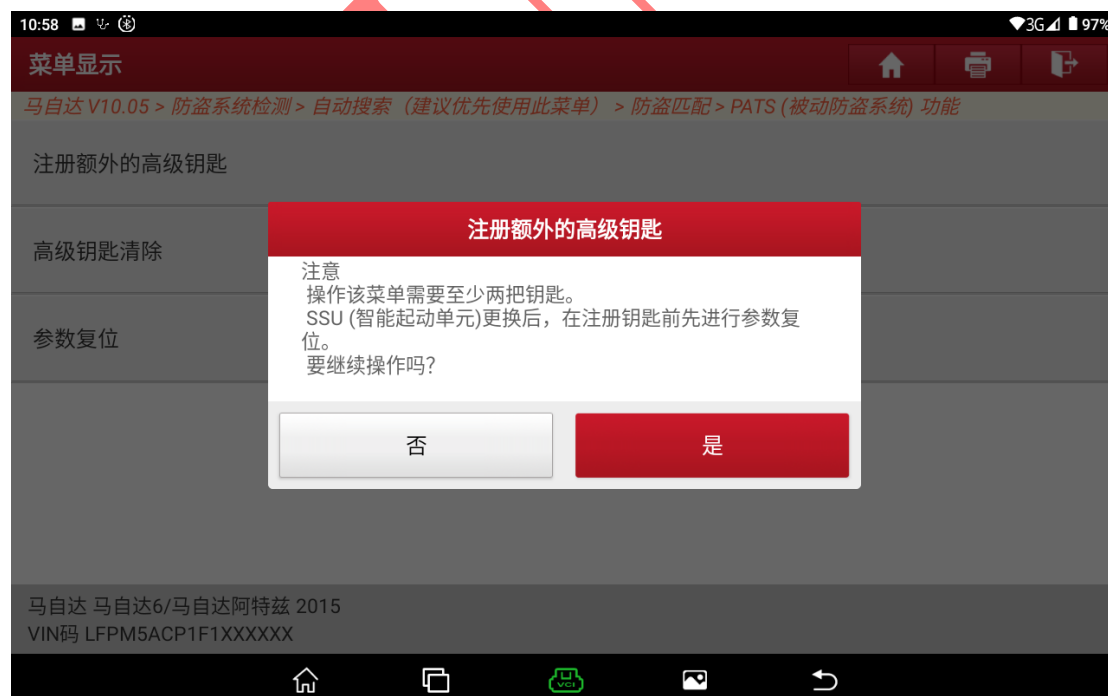 10:58 3G 97%
菜单显示
马自达 V10.05 > 防盗系统检测 > 自动搜索（建议优先使用此菜单） > 防盗匹配 > PATS (被动防盗系统) 功能
注册额外的高级钥匙
高级钥匙清除
参数复位
注册额外的高级钥匙
注意
操作该菜单需要至少两把钥匙。
SSU (智能起动单元)更换后，在注册钥匙前先进行参数复
位。
要继续操作吗?
否
是
马自达 马自达6/马自达阿特兹 2015
VIN码 LFPM5ACP1F1XXXXXX
VCI